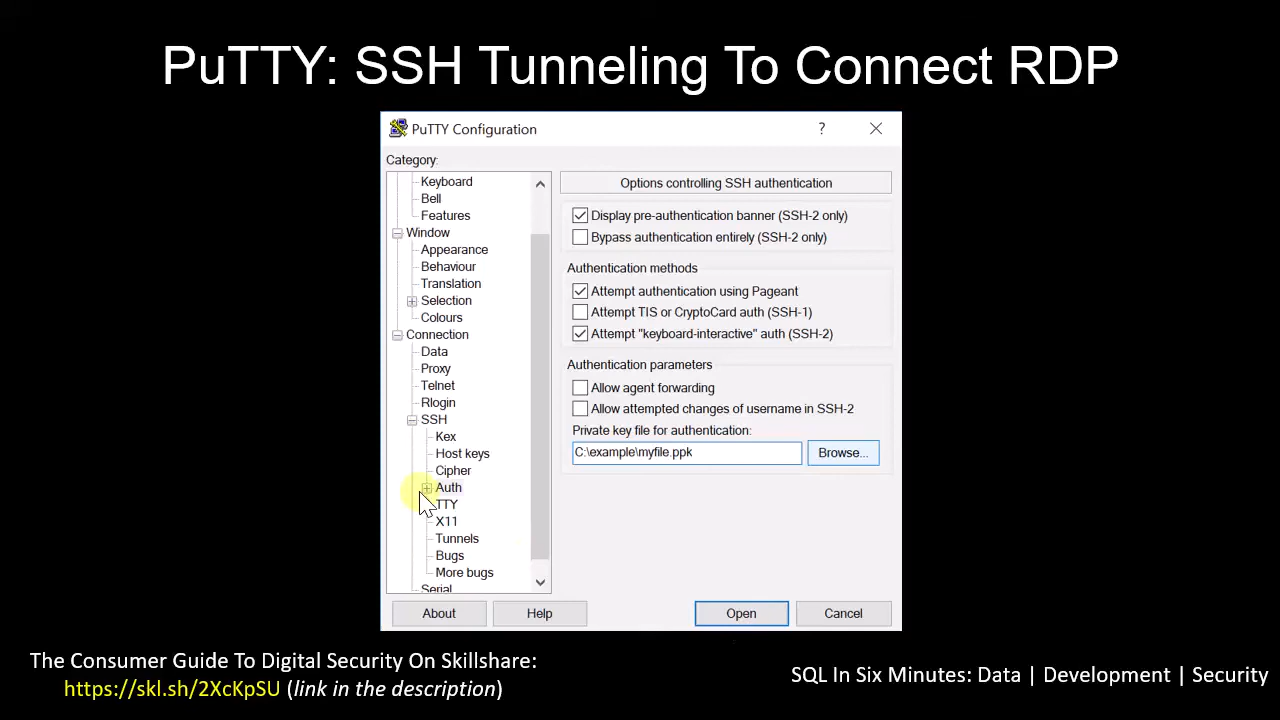 PuTTY: SSH Tunneling To Connect RDP
PuTTY Configuration
?
Category:
Keyboard
Bell
Features
Window
Appearance
Behaviour
Translation
Selection
Colours
Connection
Data
Proxy
Telnet
Rlogin
SSH
Kex
Host keys
Cipher
Auth
TTY
X11
Tunnels
Bugs
More bugs
Serial
Options controlling SSH authentication
Display pre-authentication banner (SSH-2 only)
Bypass authentication entirely (SSH-2 only)
Authentication methods
Attempt authentication using Pageant
Attempt TIS or CryptoCard auth (SSH-1)
Attempt "keyboard-interactive" auth (SSH-2)
Authentication parameters
Allow agent forwarding
Allow attempted changes of username in SSH-2
Private key file for authentication:
C:\example\myfile.ppk
Browse...
About
Help
Open
Cancel
The Consumer Guide To Digital Security On Skillshare:
https://skl.sh/2XcKpSU (link in the description)
SQL In Six Minutes: Data | Development | Security